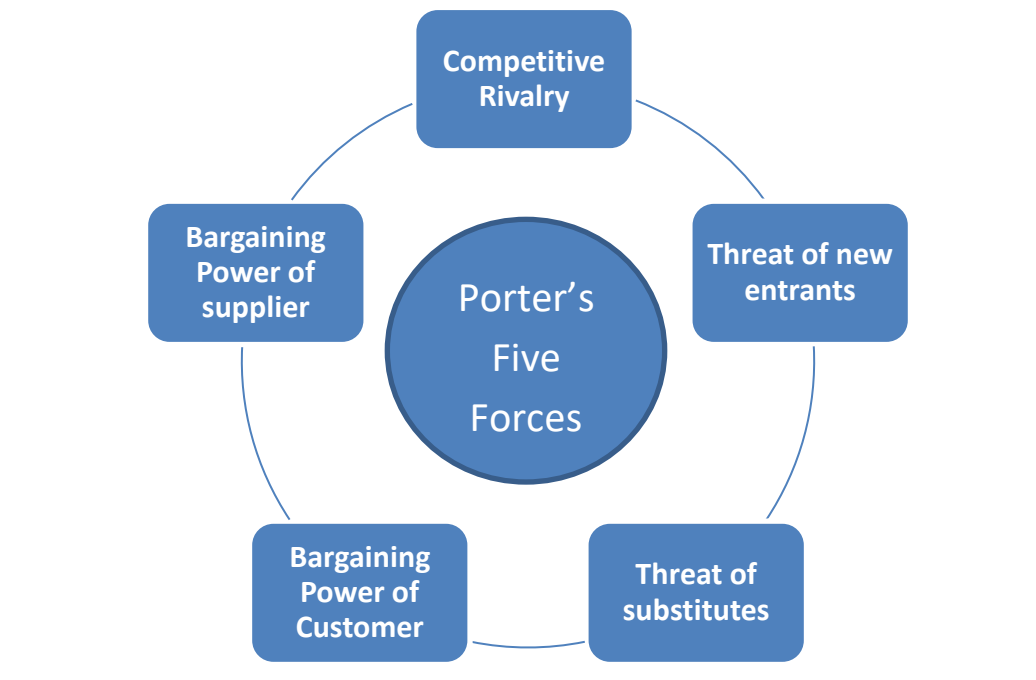 Competitive
Rivalry
Threat of new
entrants
Threat of
substitutes
Bargaining
Power of
Customer
Bargaining
Power of
supplier
Porter’s
Five
Forces